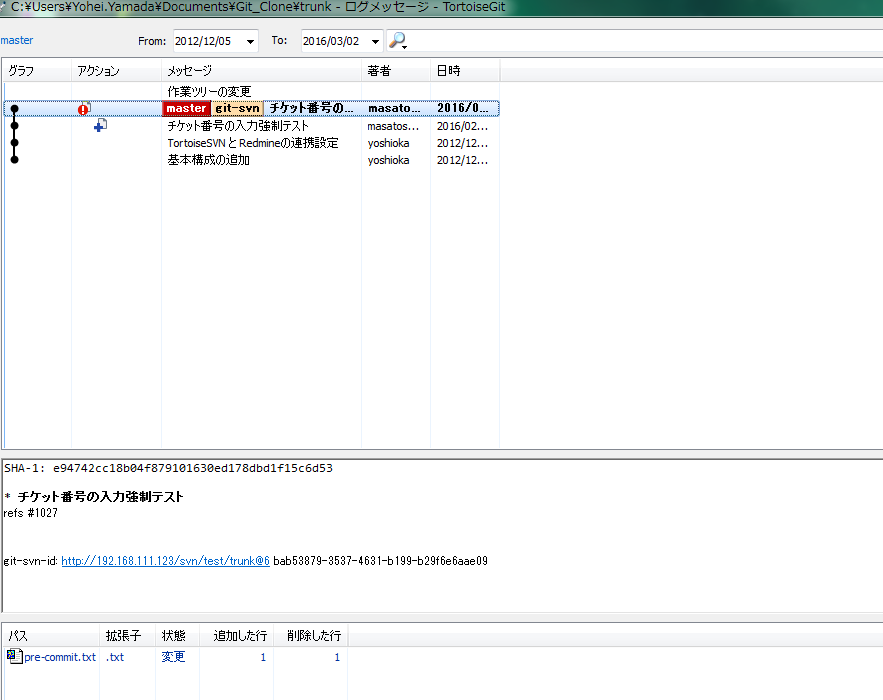 C:¥Users¥Yohei.Yamada¥Documents¥Git_Clone¥trunk - ログメッセージ - TortoiseGit
master From: 2012/12/05 To: 2016/03/02
グラフ アクション メッセージ 著者 日時
作業ツリーの変更
master git-svn チケット番号の... masato... 2016/0...
チケット番号の入力強制テスト masatos... 2016/02...
TortoiseSVNとRedmineの連携設定 yoshioka 2012/12...
基本構成の追加 yoshioka 2012/12...
SHA-1: e94742cc18b04f879101630ed178dbd1f15c6d53
* チケット番号の入力強制テスト
refs #1027
git-svn-id: http://192.168.111.123/svn/test/trunk@6 bab53879-3537-4631-b199-b29f6e6aae09
パス 拡張子 状態 追加した行 削除した行
pre-commit.txt .txt 変更 1 1